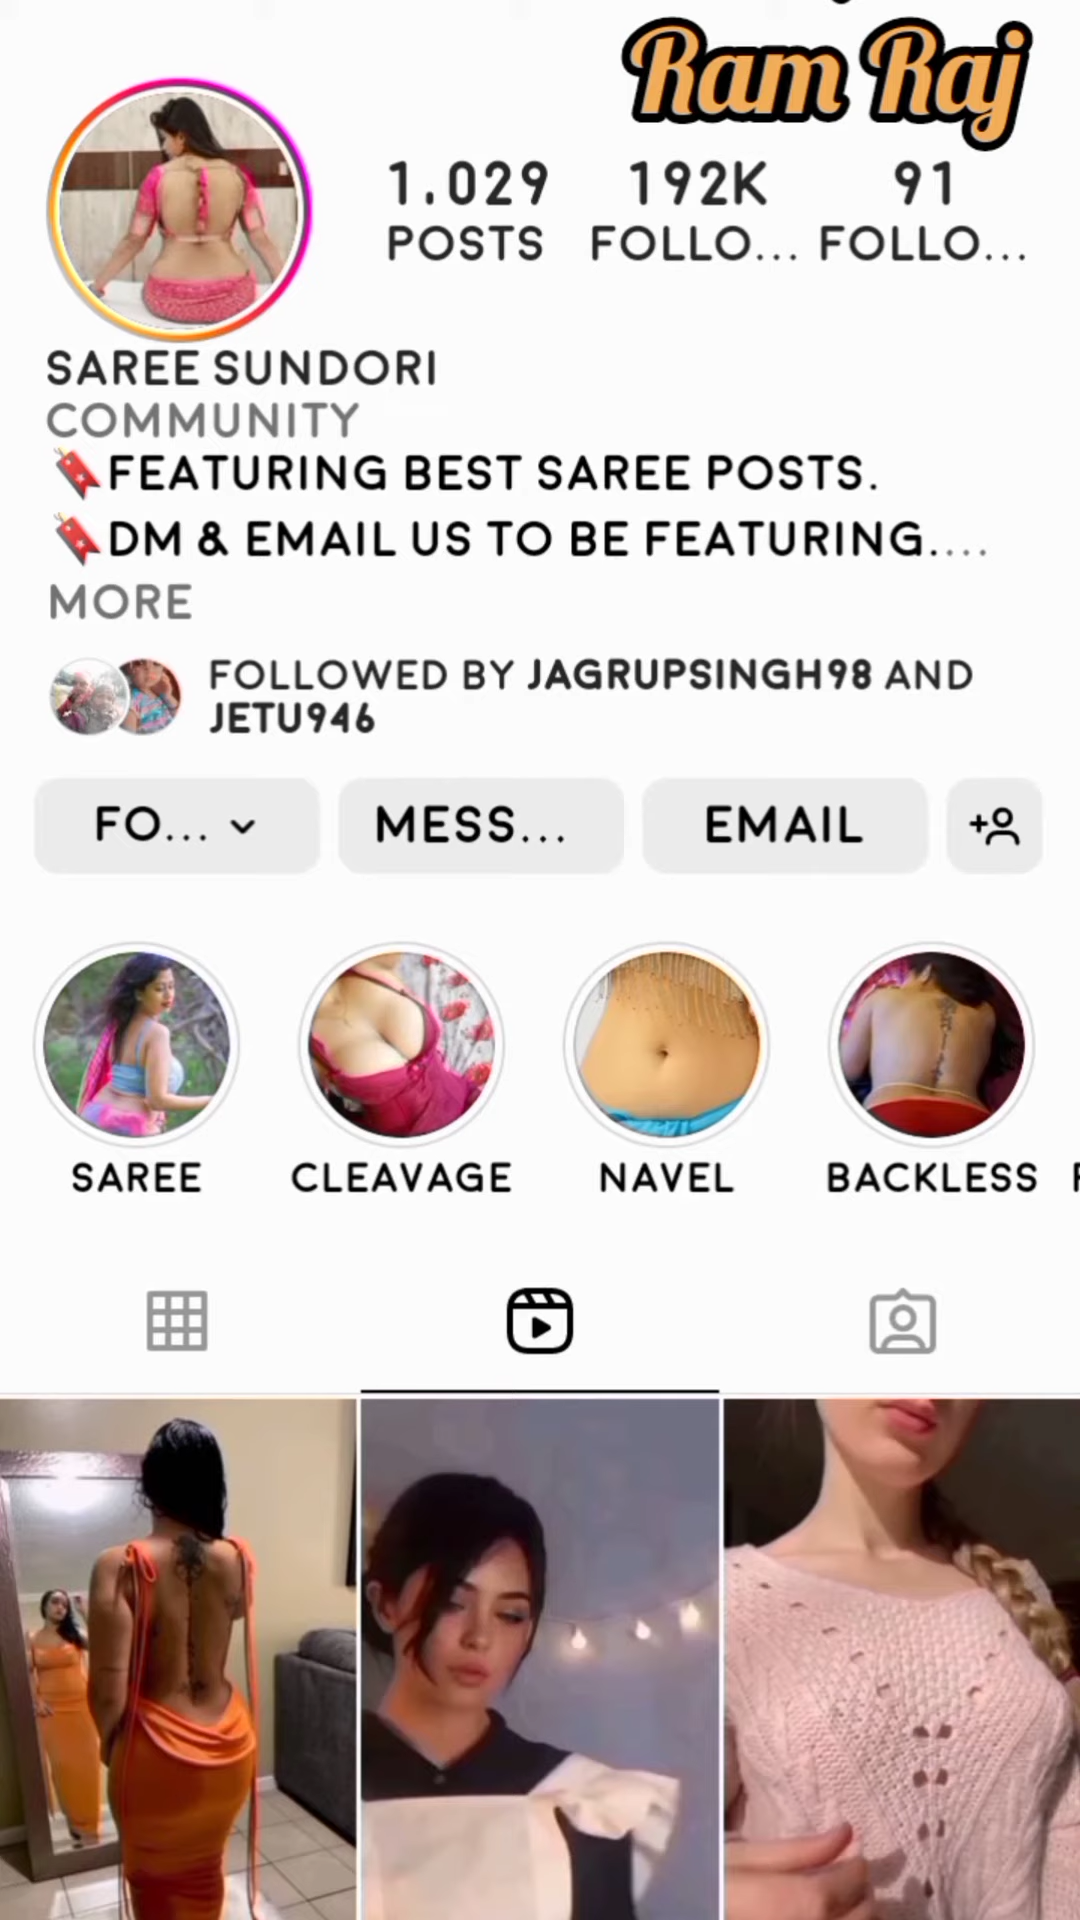 Ram Raj
1.029 192K 91
POSTS FOLLO... FOLLO...
SAREE SUNDORI
COMMUNITY
FEATURING BEST SAREE POSTS.
DM & EMAIL US TO BE FEATURING....
MORE
FOLLOWED BY JAGRUPSINGH98 AND
JETU946
FO... MESS... EMAIL
SAREE CLEAVAGE NAVEL BACKLESS